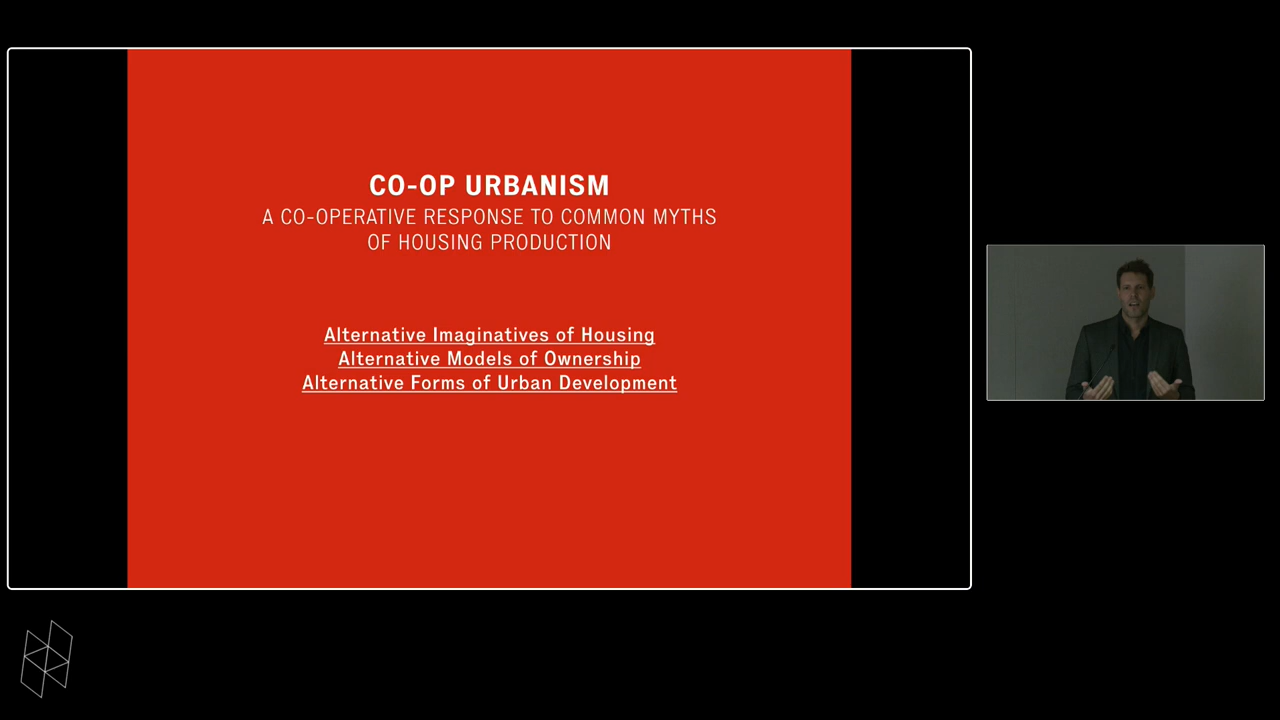 CO-OP URBANISM
A CO-OPERATIVE RESPONSE TO COMMON MYTHS
OF HOUSING PRODUCTION
Alternative Imaginatives of Housing
Alternative Models of Ownership
Alternative Forms of Urban Development